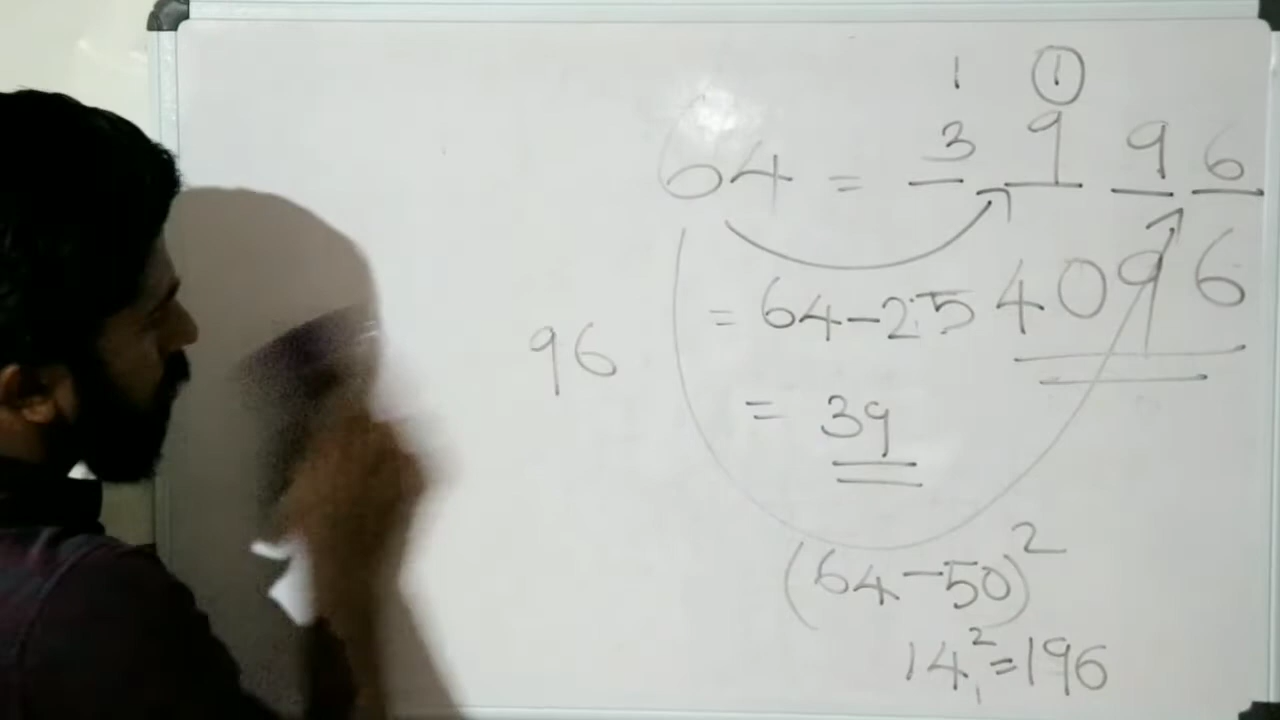 1 1
64 = 3 9 9 6
= 64-25 4096
96
= 39
(64-50)²
14²=196